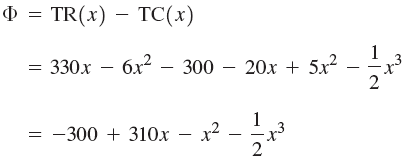 Φ = TR(x) − TC(x)
= 330x − 6x² − 300 − 20x + 5x² − 1/2 x³
= −300 + 310x − x² − 1/2 x³